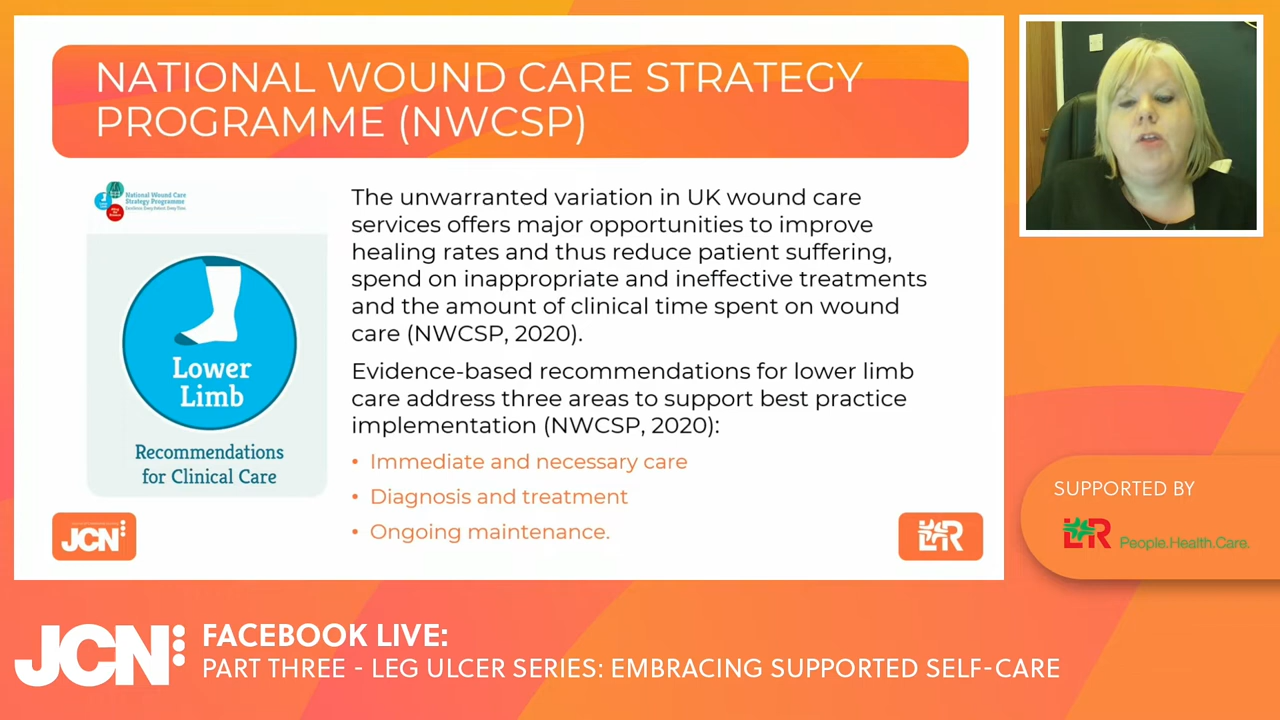 NATIONAL WOUND CARE STRATEGY
PROGRAMME (NWCSP)
National Wound Care
Strategy Programme
Excellence. Every Patient. Every Time.
Lower
Limb
Recommendations
for Clinical Care
The unwarranted variation in UK wound care
services offers major opportunities to improve
healing rates and thus reduce patient suffering,
spend on inappropriate and ineffective treatments
and the amount of clinical time spent on wound
care (NWCSP, 2020).
Evidence-based recommendations for lower limb
care address three areas to support best practice
implementation (NWCSP, 2020):
• Immediate and necessary care
• Diagnosis and treatment
• Ongoing maintenance.
JCN
L&R
SUPPORTED BY
L&R
People.Health.Care.
JCN
FACEBOOK LIVE:
PART THREE - LEG ULCER SERIES: EMBRACING SUPPORTED SELF-CARE